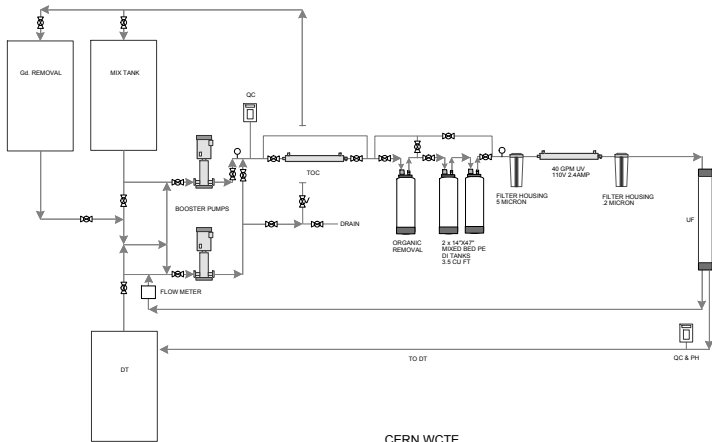 Gd. REMOVAL
MIX TANK
QC
TOC
40 GPM UV
110V 2.4AMP
FILTER HOUSING
5 MICRON
FILTER HOUSING
.2 MICRON
BOOSTER PUMPS
DRAIN
ORGANIC
REMOVAL
2 x 14"X47"
MIXED BED PE
DI TANKS
3.5 CU FT
UF
FLOW METER
DT
TO DT
QC & PH
CERN WCTE